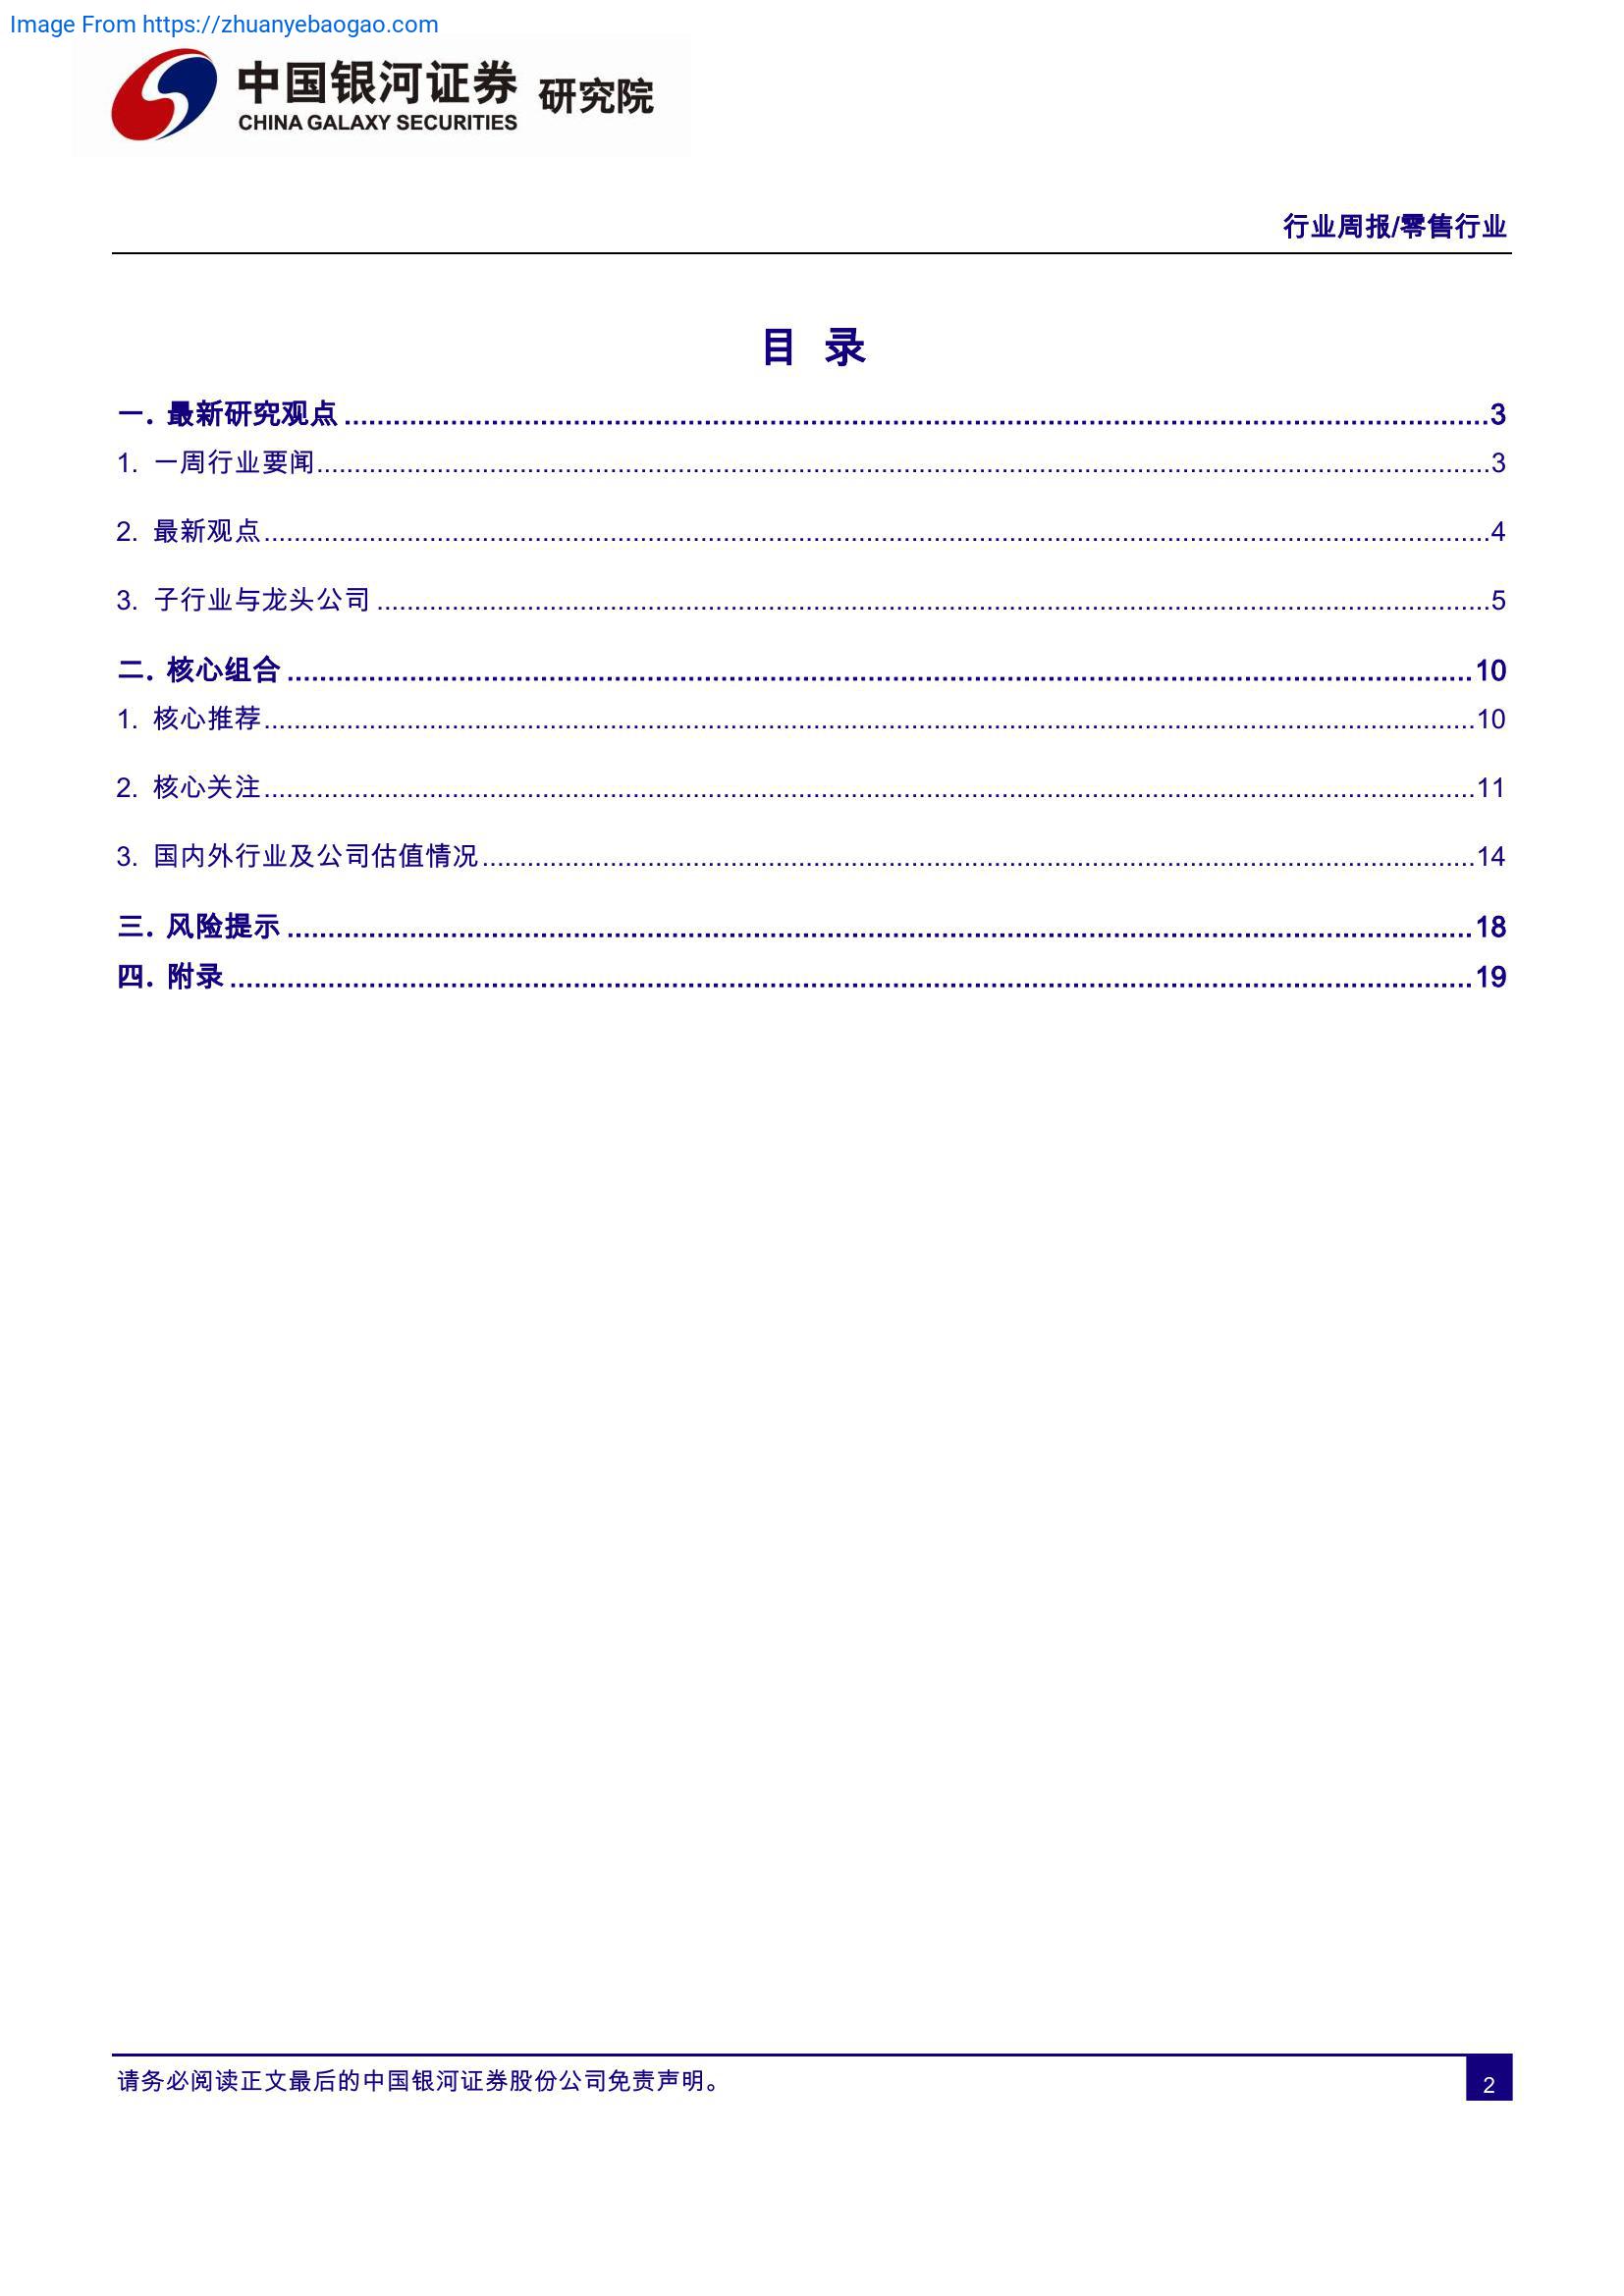 Image From https://zhuanyebaogao.com
中国银河证券 研究院
CHINA GALAXY SECURITIES
行业周报/零售行业
目 录
一. 最新研究观点 ........ 3
1. 一周行业要闻 ........ 3
2. 最新观点 ........ 4
3. 子行业与龙头公司 ........ 5
二. 核心组合 ........ 10
1. 核心推荐 ........ 10
2. 核心关注 ........ 11
3. 国内外行业及公司估值情况 ........ 14
三. 风险提示 ........ 18
四. 附录 ........ 19
请务必阅读正文最后的中国银河证券股份公司免责声明。
2